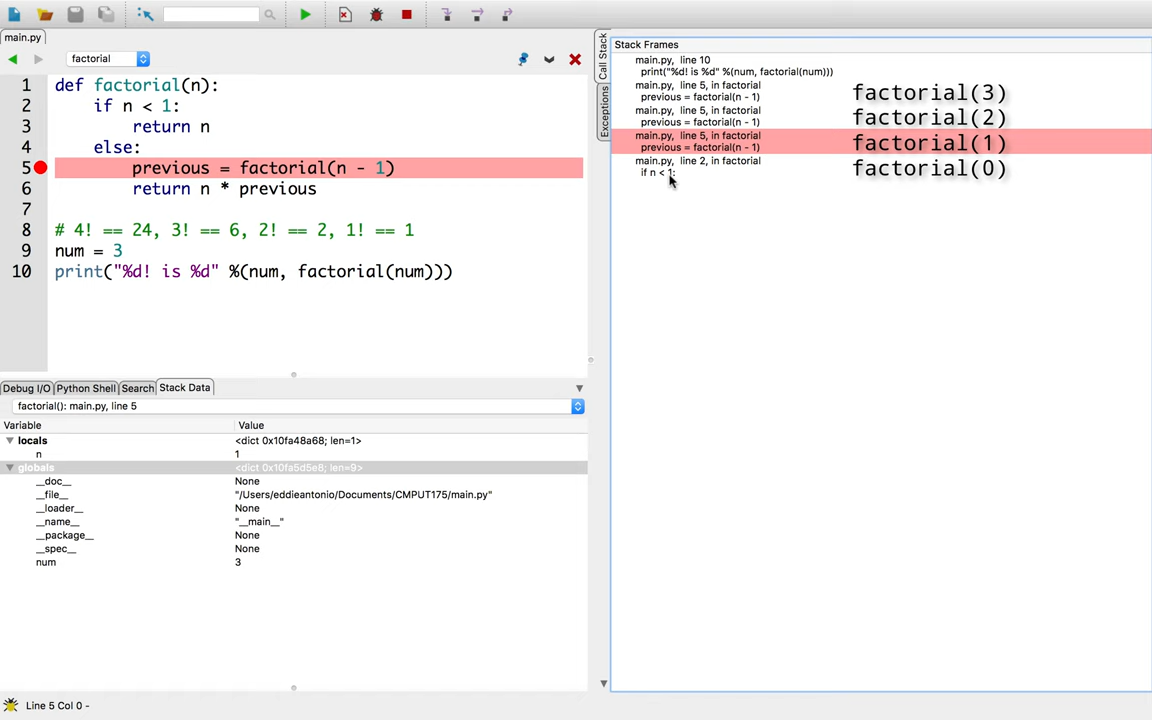 main.py
factorial
1 def factorial(n):
2 if n < 1:
3 return n
4 else:
5 previous = factorial(n - 1)
6 return n * previous
7
8 # 4! == 24, 3! == 6, 2! == 2, 1! == 1
9 num = 3
10 print("%d! is %d" %(num, factorial(num)))
Debug I/O Python Shell Search Stack Data
factorial(): main.py, line 5
Variable Value
locals <dict 0x10fa48a68; len=1>
n 1
globals <dict 0x10fa5d5e8; len=9>
__doc__ None
__file__ "/Users/eddieantonio/Documents/CMPUT175/main.py"
__loader__ None
__name__ "__main__"
__package__ None
__spec__ None
num 3
Line 5 Col 0 -
Call Stack
Exceptions
Stack Frames
main.py, line 10
print("%d! is %d" %(num, factorial(num)))
main.py, line 5, in factorial
previous = factorial(n - 1)
factorial(3)
main.py, line 5, in factorial
previous = factorial(n - 1)
factorial(2)
main.py, line 5, in factorial
previous = factorial(n - 1)
factorial(1)
main.py, line 2, in factorial
if n < 1:
factorial(0)